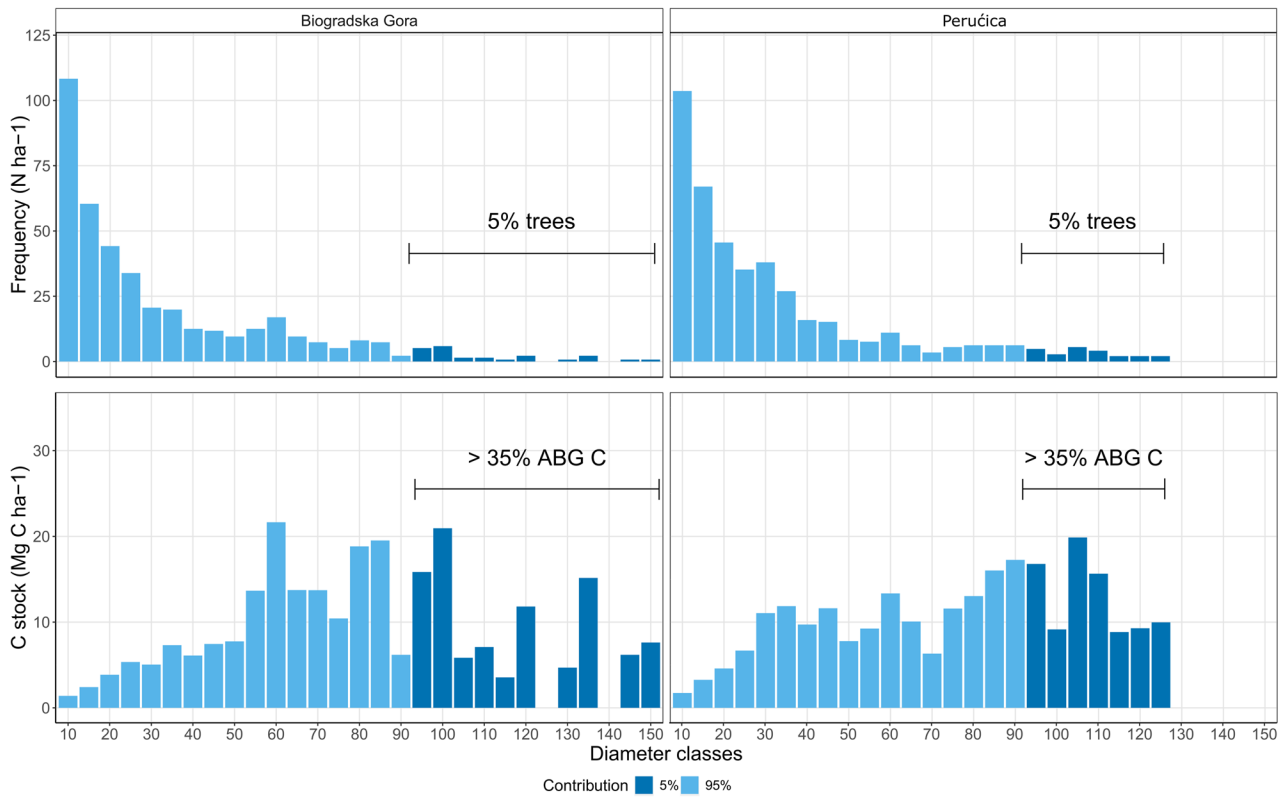 Biogradska Gora
Perućica
Frequency (N ha−1)
125
100
75
50
25
0
5% trees
5% trees
C stock (Mg C ha−1)
30
20
10
0
> 35% ABG C
> 35% ABG C
10 20 30 40 50 60 70 80 90 100 110 120 130 140 150
10 20 30 40 50 60 70 80 90 100 110 120 130 140 150
Diameter classes
Contribution 5% 95%